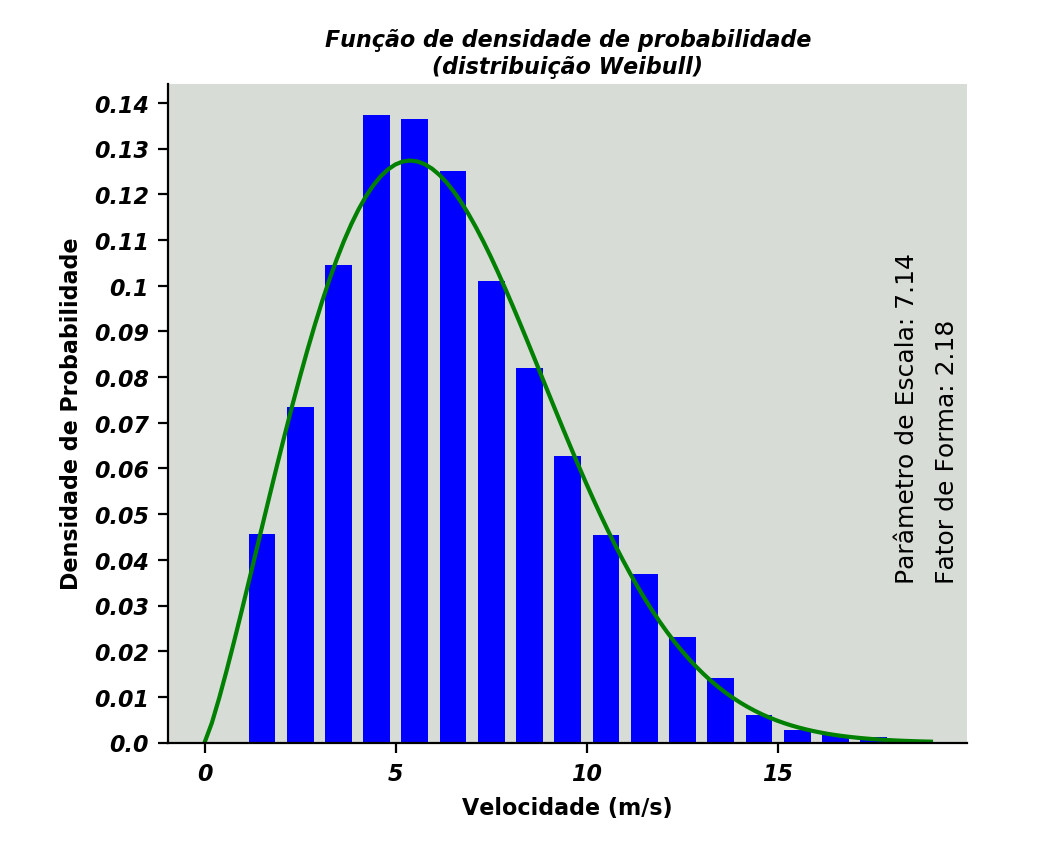 Função de densidade de probabilidade
(distribuição Weibull)
Densidade de Probabilidade
0.14
0.13
0.12
0.11
0.1
0.09
0.08
0.07
0.06
0.05
0.04
0.03
0.02
0.01
0.0
Parâmetro de Escala: 7.14
Fator de Forma: 2.18
0 5 10 15
Velocidade (m/s)